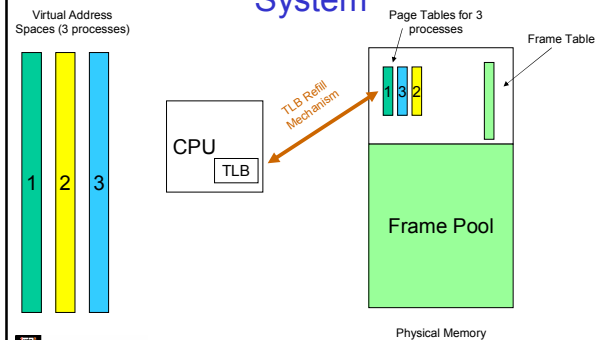 System
Virtual Address
Spaces (3 processes)
Page Tables for 3
processes
Frame Table
1
3
2
TLB Refill
Mechanism
CPU
TLB
1
2
3
Frame Pool
Physical Memory